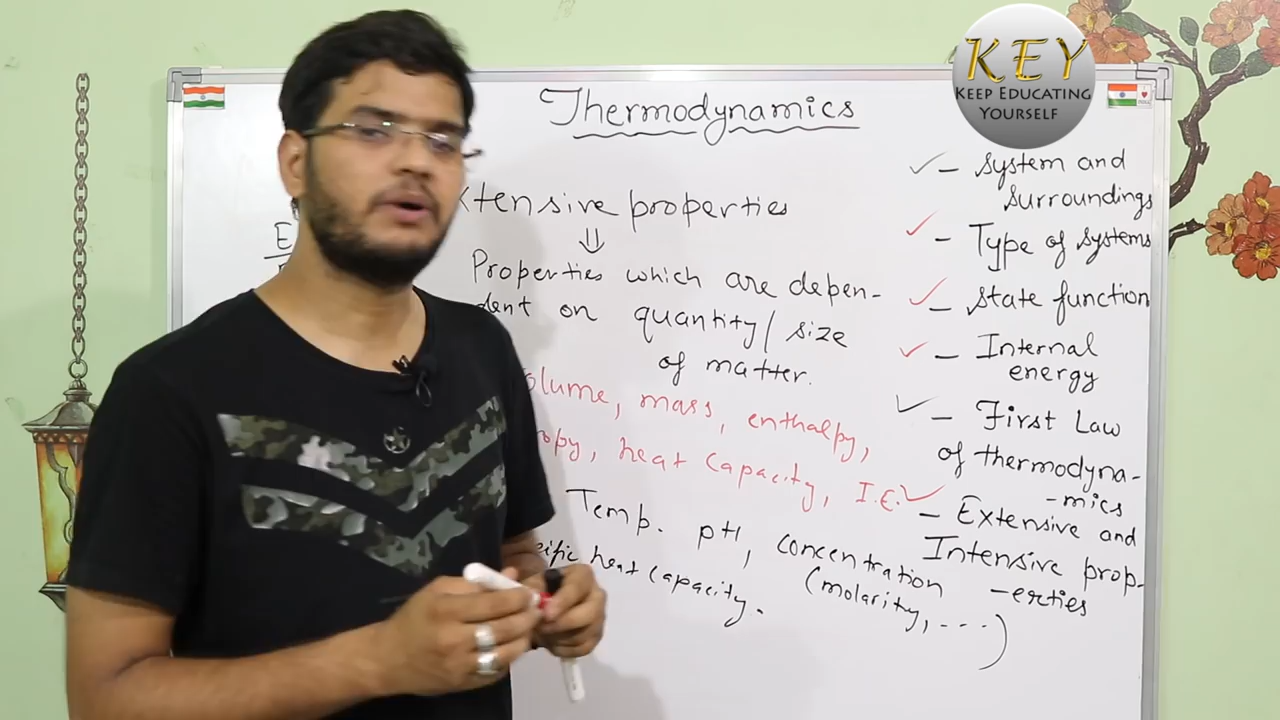 KEY
KEEP EDUCATING
YOURSELF
Thermodynamics
xtensive properties
⇓
Properties which are depen-
dent on quantity/size
of matter.
olume, mass, enthalpy,
opy, heat capacity, I.E.
Temp. pH, concentration
(molarity, ---)
ific heat capacity.
✓ - System and
surroundings
✓ - Type of systems
✓ - State function
✓ - Internal
energy
✓ - First Law
of thermodyna-
-mics
✓ - Extensive and
Intensive prop-
-erties
E